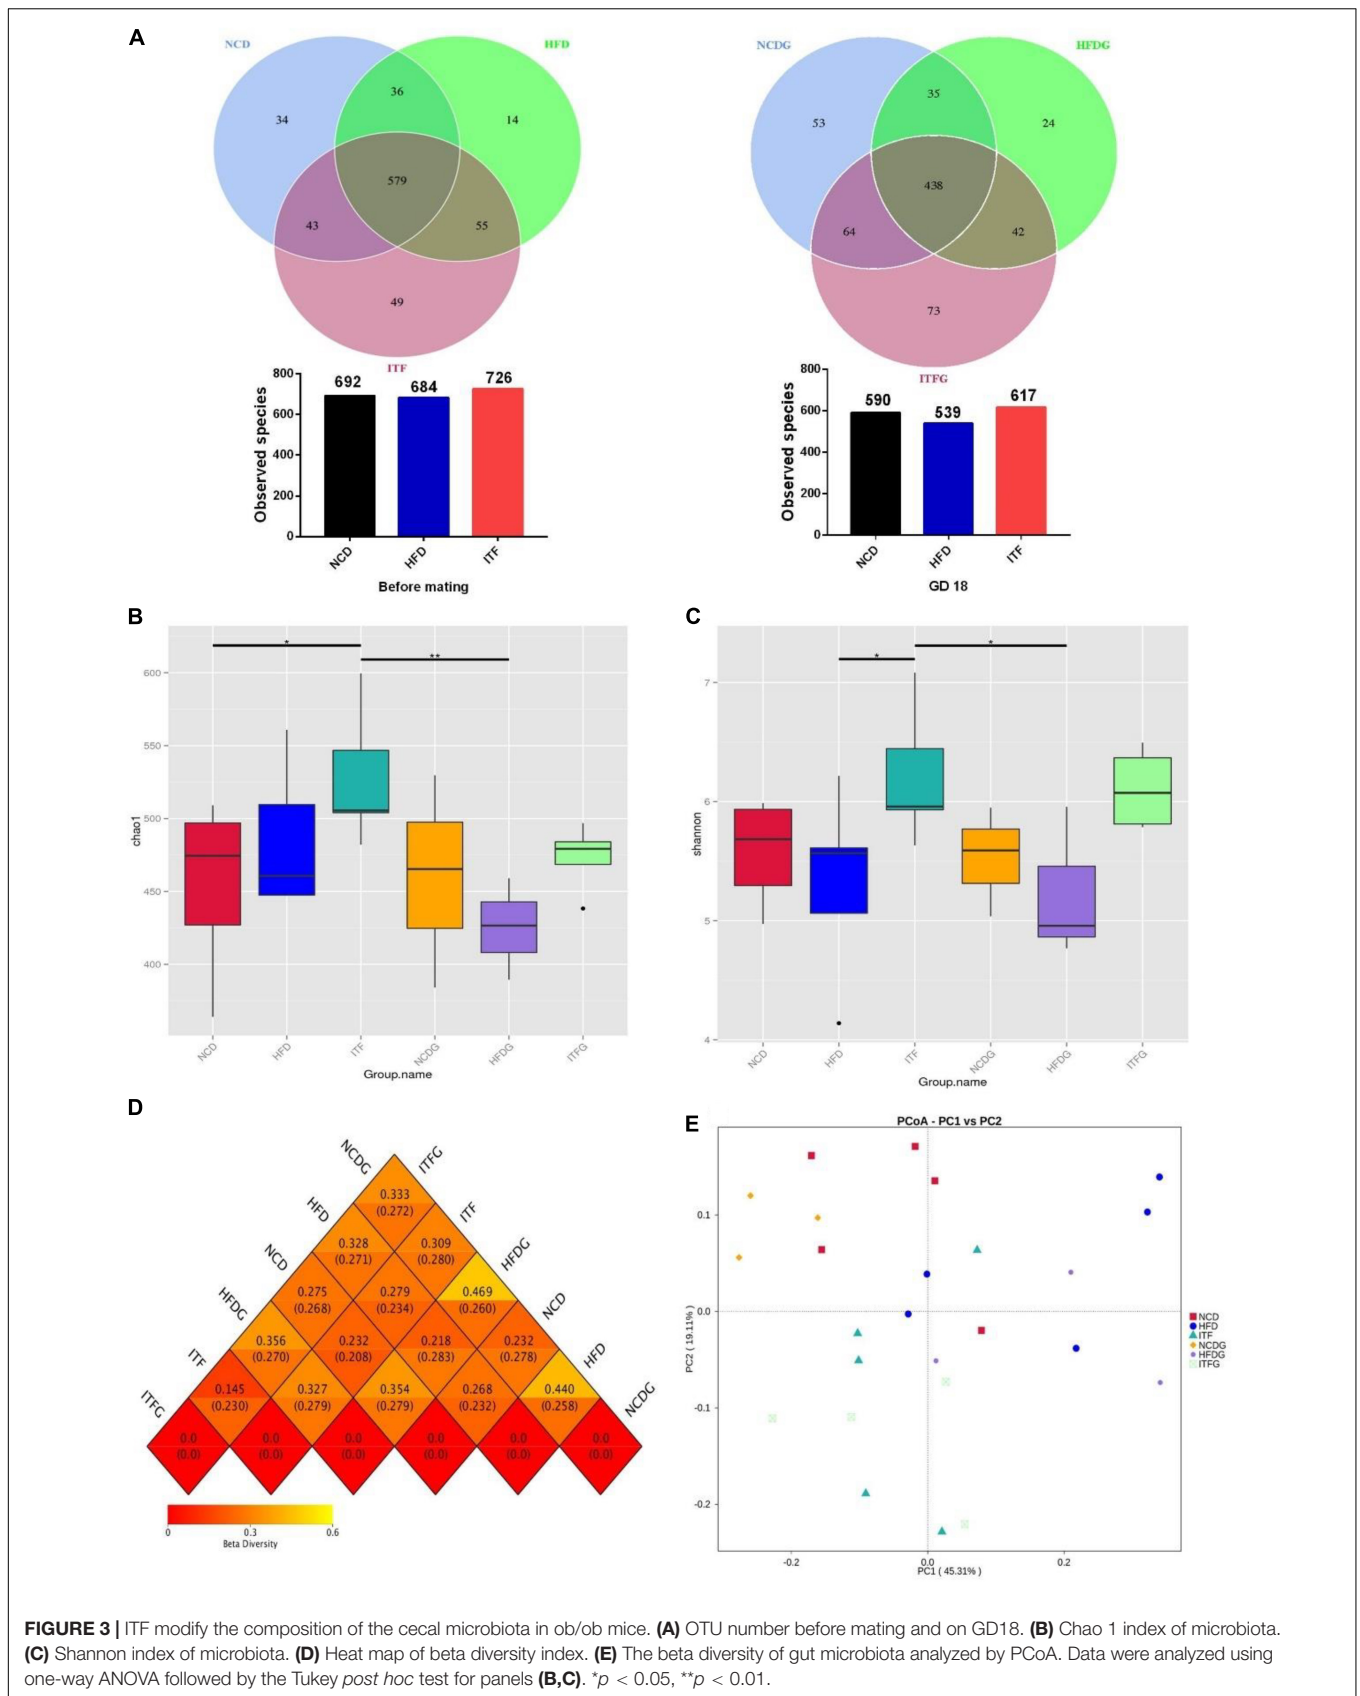 A
NCD
HFD
36
34
14
579
43
55
49
ITF
NCDG
HFDG
35
53
24
438
64
42
73
ITFG
800
600
400
200
0
Observed species
692
684
726
NCD
HFD
ITF
Before mating
800
600
400
200
0
Observed species
590
539
617
NCD
HFD
ITF
GD 18
B
*
**
600
550
500
450
400
chao1
NCD
HFD
ITF
NCDG
HFDG
ITFG
Group.name
C
*
*
7
6
5
4
shannon
NCD
HFD
ITF
NCDG
HFDG
ITFG
Group.name
D
NCDG
ITFG
0.333
(0.272)
HFD
ITF
0.328
(0.271)
0.309
(0.280)
NCD
HFDG
0.275
(0.268)
0.279
(0.234)
0.469
(0.260)
HFDG
NCD
0.356
(0.270)
0.232
(0.208)
0.218
(0.283)
0.232
(0.278)
ITF
HFD
0.145
(0.230)
0.327
(0.279)
0.354
(0.279)
0.268
(0.232)
0.440
(0.258)
ITFG
NCDG
0.0
(0.0)
0.0
(0.0)
0.0
(0.0)
0.0
(0.0)
0.0
(0.0)
0.0
(0.0)
0
0.3
0.6
Beta Diversity
E
PCoA - PC1 vs PC2
0.1
0.0
-0.1
-0.2
PC2 ( 19.11%)
-0.2
0.0
0.2
PC1 ( 45.31% )
NCD
HFD
ITF
NCDG
HFDG
ITFG
FIGURE 3 | ITF modify the composition of the cecal microbiota in ob/ob mice. (A) OTU number before mating and on GD18. (B) Chao 1 index of microbiota.
(C) Shannon index of microbiota. (D) Heat map of beta diversity index. (E) The beta diversity of gut microbiota analyzed by PCoA. Data were analyzed using
one-way ANOVA followed by the Tukey post hoc test for panels (B,C). *p < 0.05, **p < 0.01.